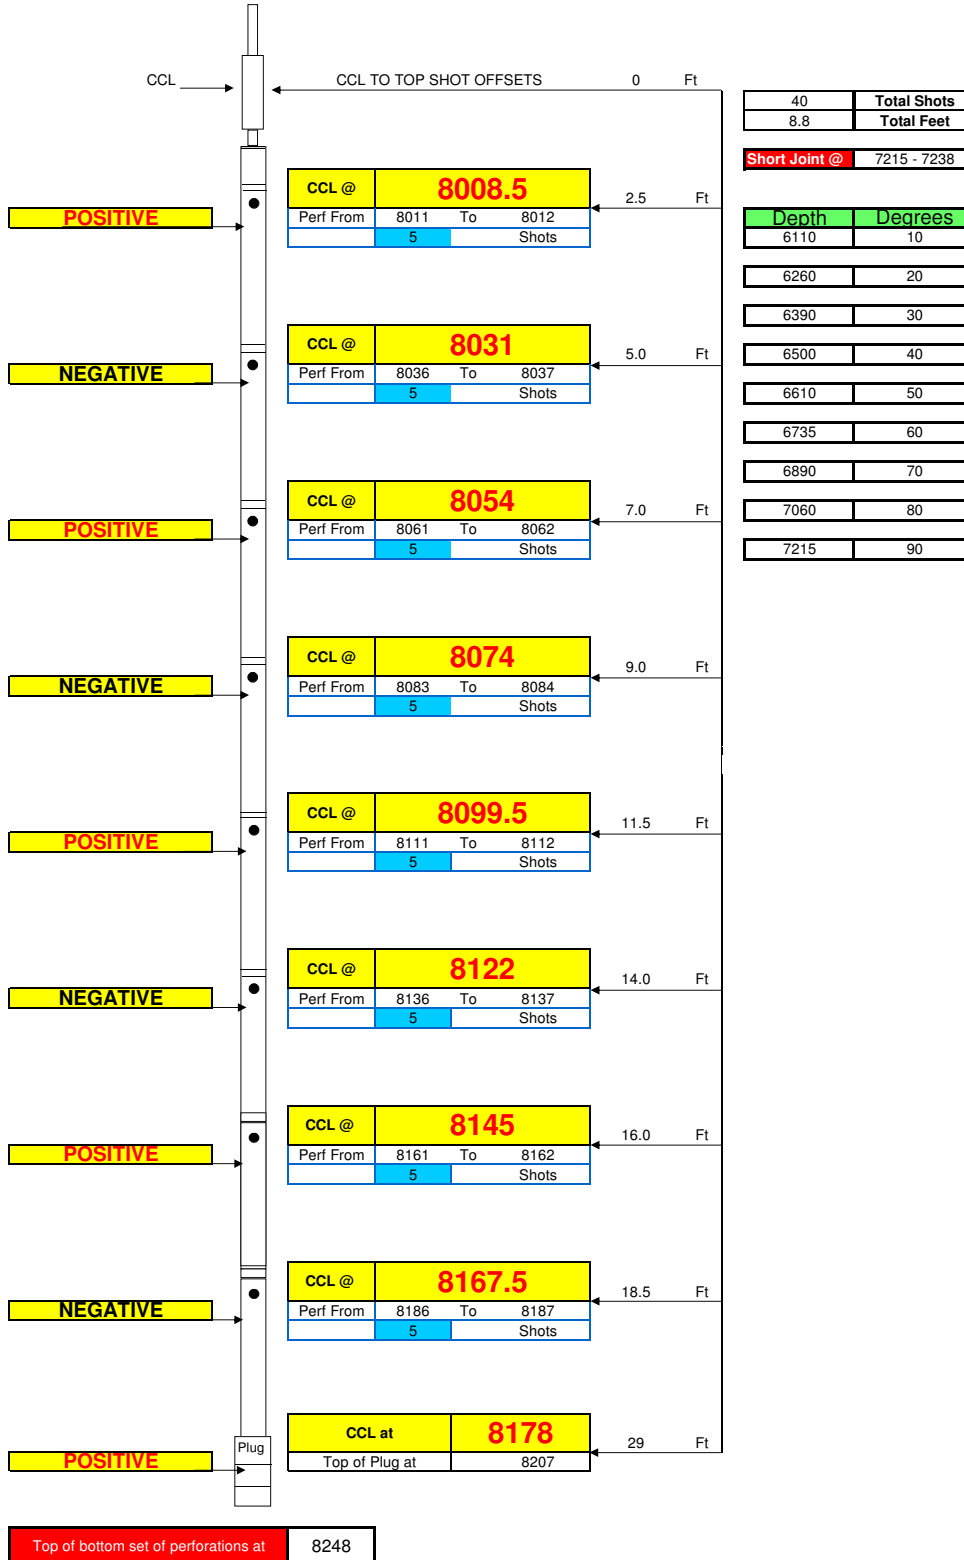 CCL CCL TO TOP SHOT OFFSETS 0 Ft
40 Total Shots
8.8 Total Feet
Short Joint @ 7215 - 7238
CCL @ 8008.5 2.5 Ft
POSITIVE Perf From 8011 To 8012
5 Shots
Depth Degrees
6110 10
6260 20
6390 30
6500 40
6610 50
6735 60
6890 70
7060 80
7215 90
CCL @ 8031 5.0 Ft
NEGATIVE Perf From 8036 To 8037
5 Shots
CCL @ 8054 7.0 Ft
POSITIVE Perf From 8061 To 8062
5 Shots
CCL @ 8074 9.0 Ft
NEGATIVE Perf From 8083 To 8084
5 Shots
CCL @ 8099.5 11.5 Ft
POSITIVE Perf From 8111 To 8112
5 Shots
CCL @ 8122 14.0 Ft
NEGATIVE Perf From 8136 To 8137
5 Shots
CCL @ 8145 16.0 Ft
POSITIVE Perf From 8161 To 8162
5 Shots
CCL @ 8167.5 18.5 Ft
NEGATIVE Perf From 8186 To 8187
5 Shots
Plug CCL at 8178 29 Ft
POSITIVE Top of Plug at 8207
Top of bottom set of perforations at 8248